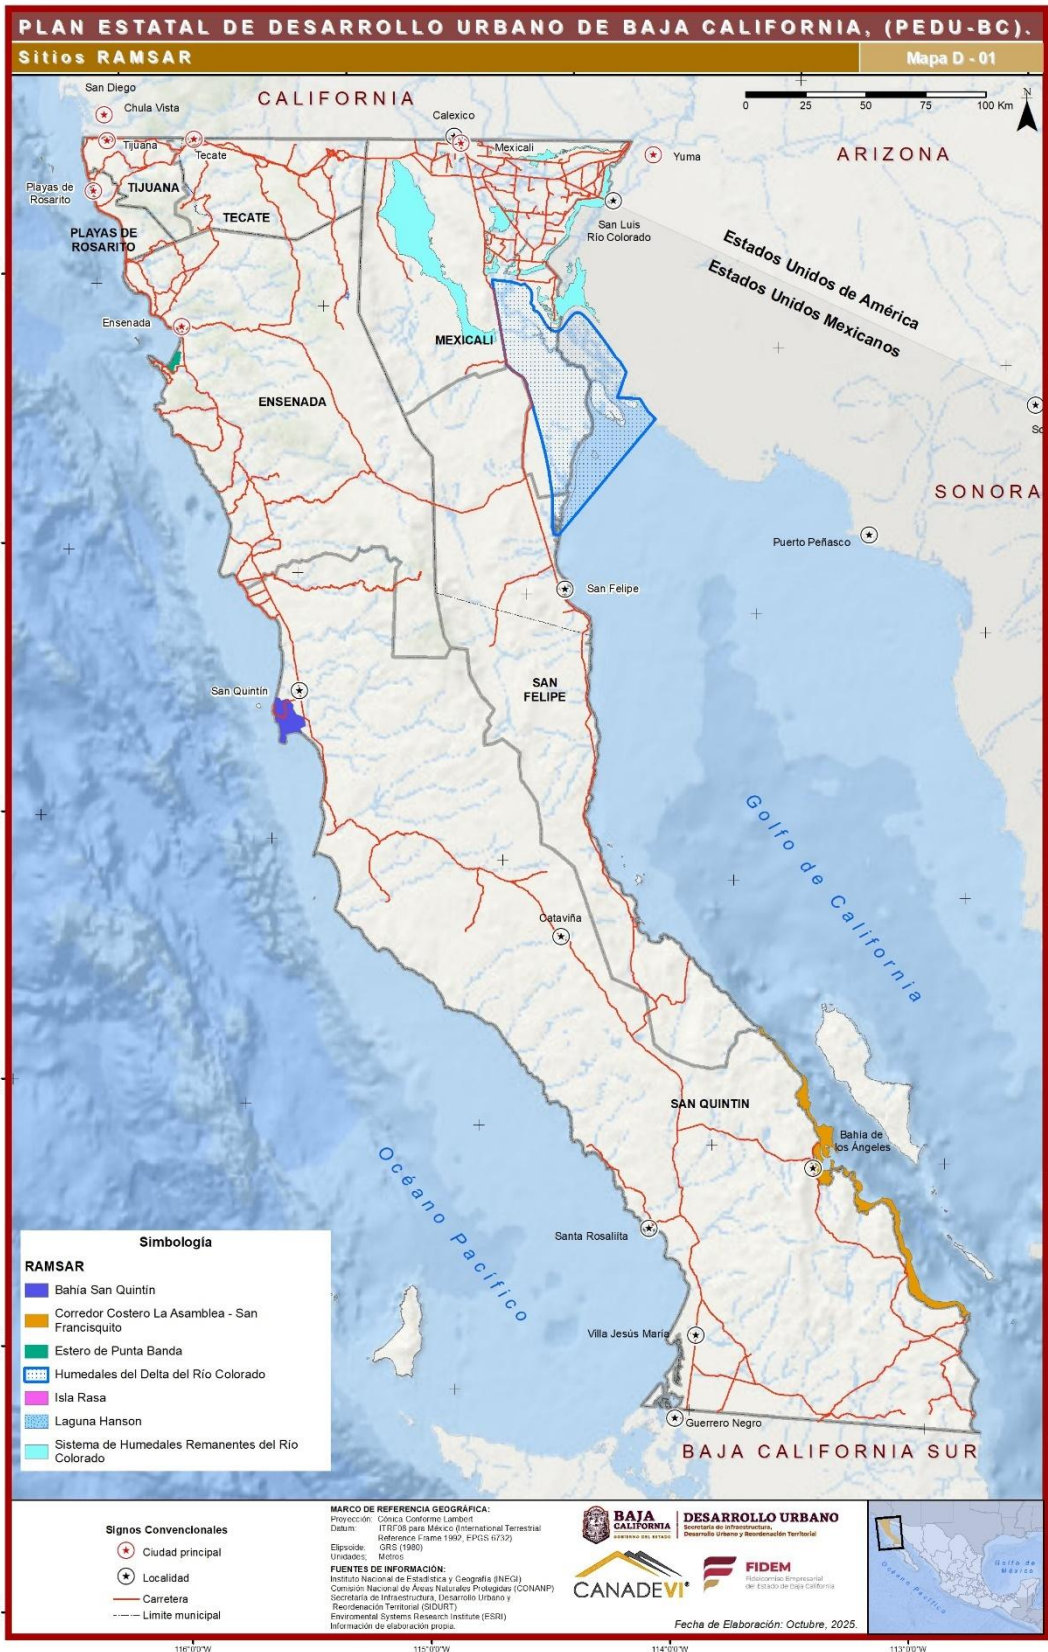 PLAN ESTATAL DE DESARROLLO URBANO DE BAJA CALIFORNIA, (PEDU-BC).
Sitios RAMSAR
Mapa D - 01
San Diego
Chula Vista
CALIFORNIA
Calexico
0 25 50 75 100 Km
N
Tijuana
Tecate
Mexicali
Yuma
ARIZONA
Playas de
Rosarito
TIJUANA
TECATE
PLAYAS DE
ROSARITO
San Luis
Río Colorado
Estados Unidos de América
Estados Unidos Mexicanos
Ensenada
MEXICALI
ENSENADA
So
SONORA
Puerto Peñasco
San Felipe
San Quintín
SAN
FELIPE
Golfo de California
Cataviña
SAN QUINTIN
Bahía de
los Ángeles
Océano Pacífico
Santa Rosaliita
Villa Jesús María
Guerrero Negro
BAJA CALIFORNIA SUR
Simbología
RAMSAR
Bahía San Quintín
Corredor Costero La Asamblea - San
Francisquito
Estero de Punta Banda
Humedales del Delta del Río Colorado
Isla Rasa
Laguna Hanson
Sistema de Humedales Remanentes del Río
Colorado
Signos Convencionales
Ciudad principal
Localidad
Carretera
Limite municipal
MARCO DE REFERENCIA GEOGRÁFICA:
Proyección: Cónica Conforme Lambert
Datum: ITRF08 para México (International Terrestrial
Reference Frame 1992, EPGS 6732)
Elipsoide: GRS (1980)
Unidades: Metros
FUENTES DE INFORMACIÓN:
Instituto Nacional de Estadística y Geografía (INEGI)
Comisión Nacional de Áreas Naturales Protegidas (CONANP)
Secretaría de Infraestructura, Desarrollo Urbano y
Reordenación Territorial (SIDURT)
Enviromental Systems Research Institute (ESRI)
Información de elaboración propia.
BAJA
CALIFORNIA
GOBIERNO DEL ESTADO
DESARROLLO URBANO
Secretaría de Infraestructura,
Desarrollo Urbano y Reordenación Territorial
CANADEVI
FIDEM
Fideicomiso Empresarial
del Estado de Baja California
Fecha de Elaboración: Octubre, 2025.
Golfo de
México
Océano Pacífico
116°0'0"W 115°0'0"W 114°0'0"W 113°0'0"W